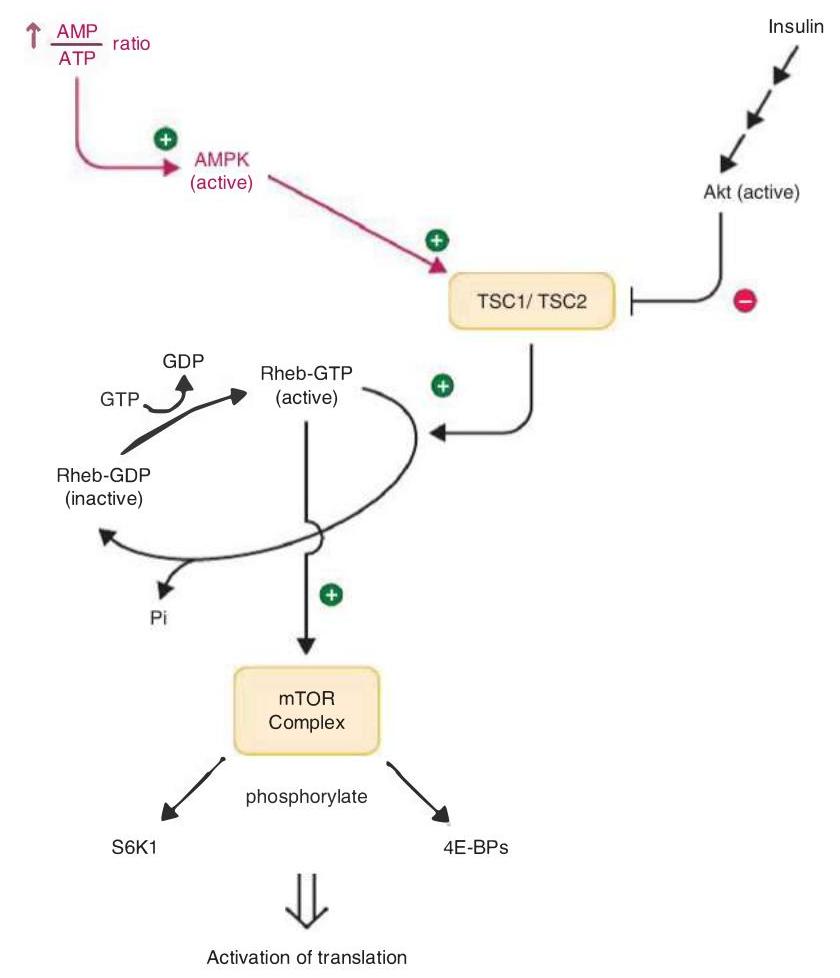 ↑ AMP
ATP
ratio
Insulin
+
AMPK
(active)
Akt (active)
+
TSC1/ TSC2
−
GDP
GTP
Rheb-GTP
(active)
+
Rheb-GDP
(inactive)
Pi
+
mTOR
Complex
phosphorylate
S6K1
4E-BPs
Activation of translation